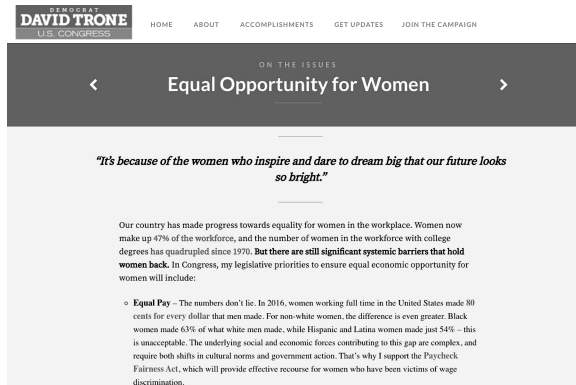 DEMOCRAT
DAVID TRONE
U.S. CONGRESS
HOME ABOUT ACCOMPLISHMENTS GET UPDATES JOIN THE CAMPAIGN
ON THE ISSUES
Equal Opportunity for Women
“It’s because of the women who inspire and dare to dream big that our future looks
so bright.”
Our country has made progress towards equality for women in the workplace. Women now
make up 47% of the workforce, and the number of women in the workforce with college
degrees has quadrupled since 1970. But there are still significant systemic barriers that hold
women back. In Congress, my legislative priorities to ensure equal economic opportunity for
women will include:
Equal Pay – The numbers don’t lie. In 2016, women working full time in the United States made 80
cents for every dollar that men made. For non-white women, the difference is even greater. Black
women made 63% of what white men made, while Hispanic and Latina women made just 54% – this
is unacceptable. The underlying social and economic forces contributing to this gap are complex, and
require both shifts in cultural norms and government action. That’s why I support the Paycheck
Fairness Act, which will provide effective recourse for women who have been victims of wage
discrimination.